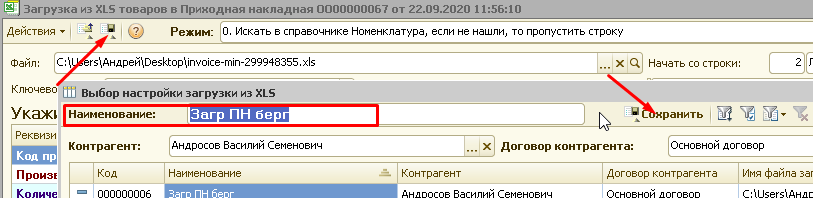 Загрузка из XLS товаров в Приходная накладная О000000067 от 22.09.2020 11:56:10
Действия Режим: 0. Искать в справочнике Номенклатура, если не нашли, то пропустить строку
Файл: C:\Users\Андрей\Desktop\invoice-min-299948355.xls ... x Начать со строки: 2
Ключево
Выбор настройки загрузки из XLS
Укажи
Наименование: Загр ПН берг Сохранить
Реквизи
Контрагент: Андросов Василий Семенович ... x Договор контрагента: Основной договор
Код пр
Произв
Код Наименование Контрагент Договор контрагента Имя файла за
Количе
000000006 Загр ПН берг Андросов Василий Семенович Основной договор C:\Users\Ан